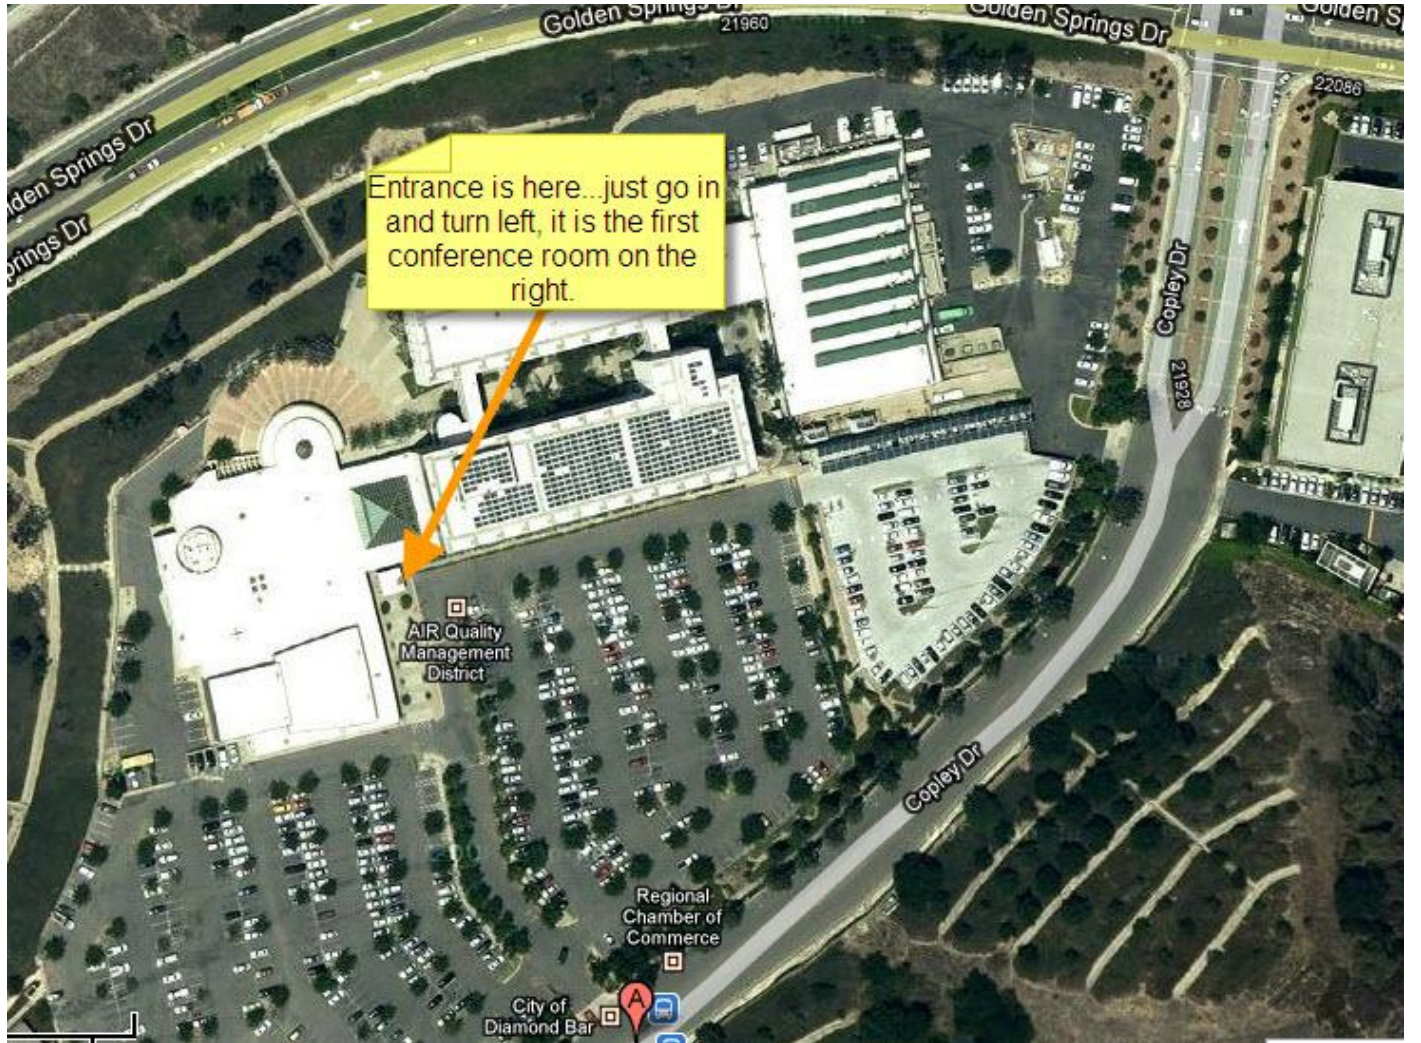 Golden Springs Dr
21960
Golden Springs Dr
Golden
22086
Golden Springs Dr
Springs Dr
Entrance is here...just go in
and turn left, it is the first
conference room on the
right.
Copley Dr
21928
AIR Quality
Management
District
Copley Dr
Regional
Chamber of
Commerce
A
City of
Diamond Bar